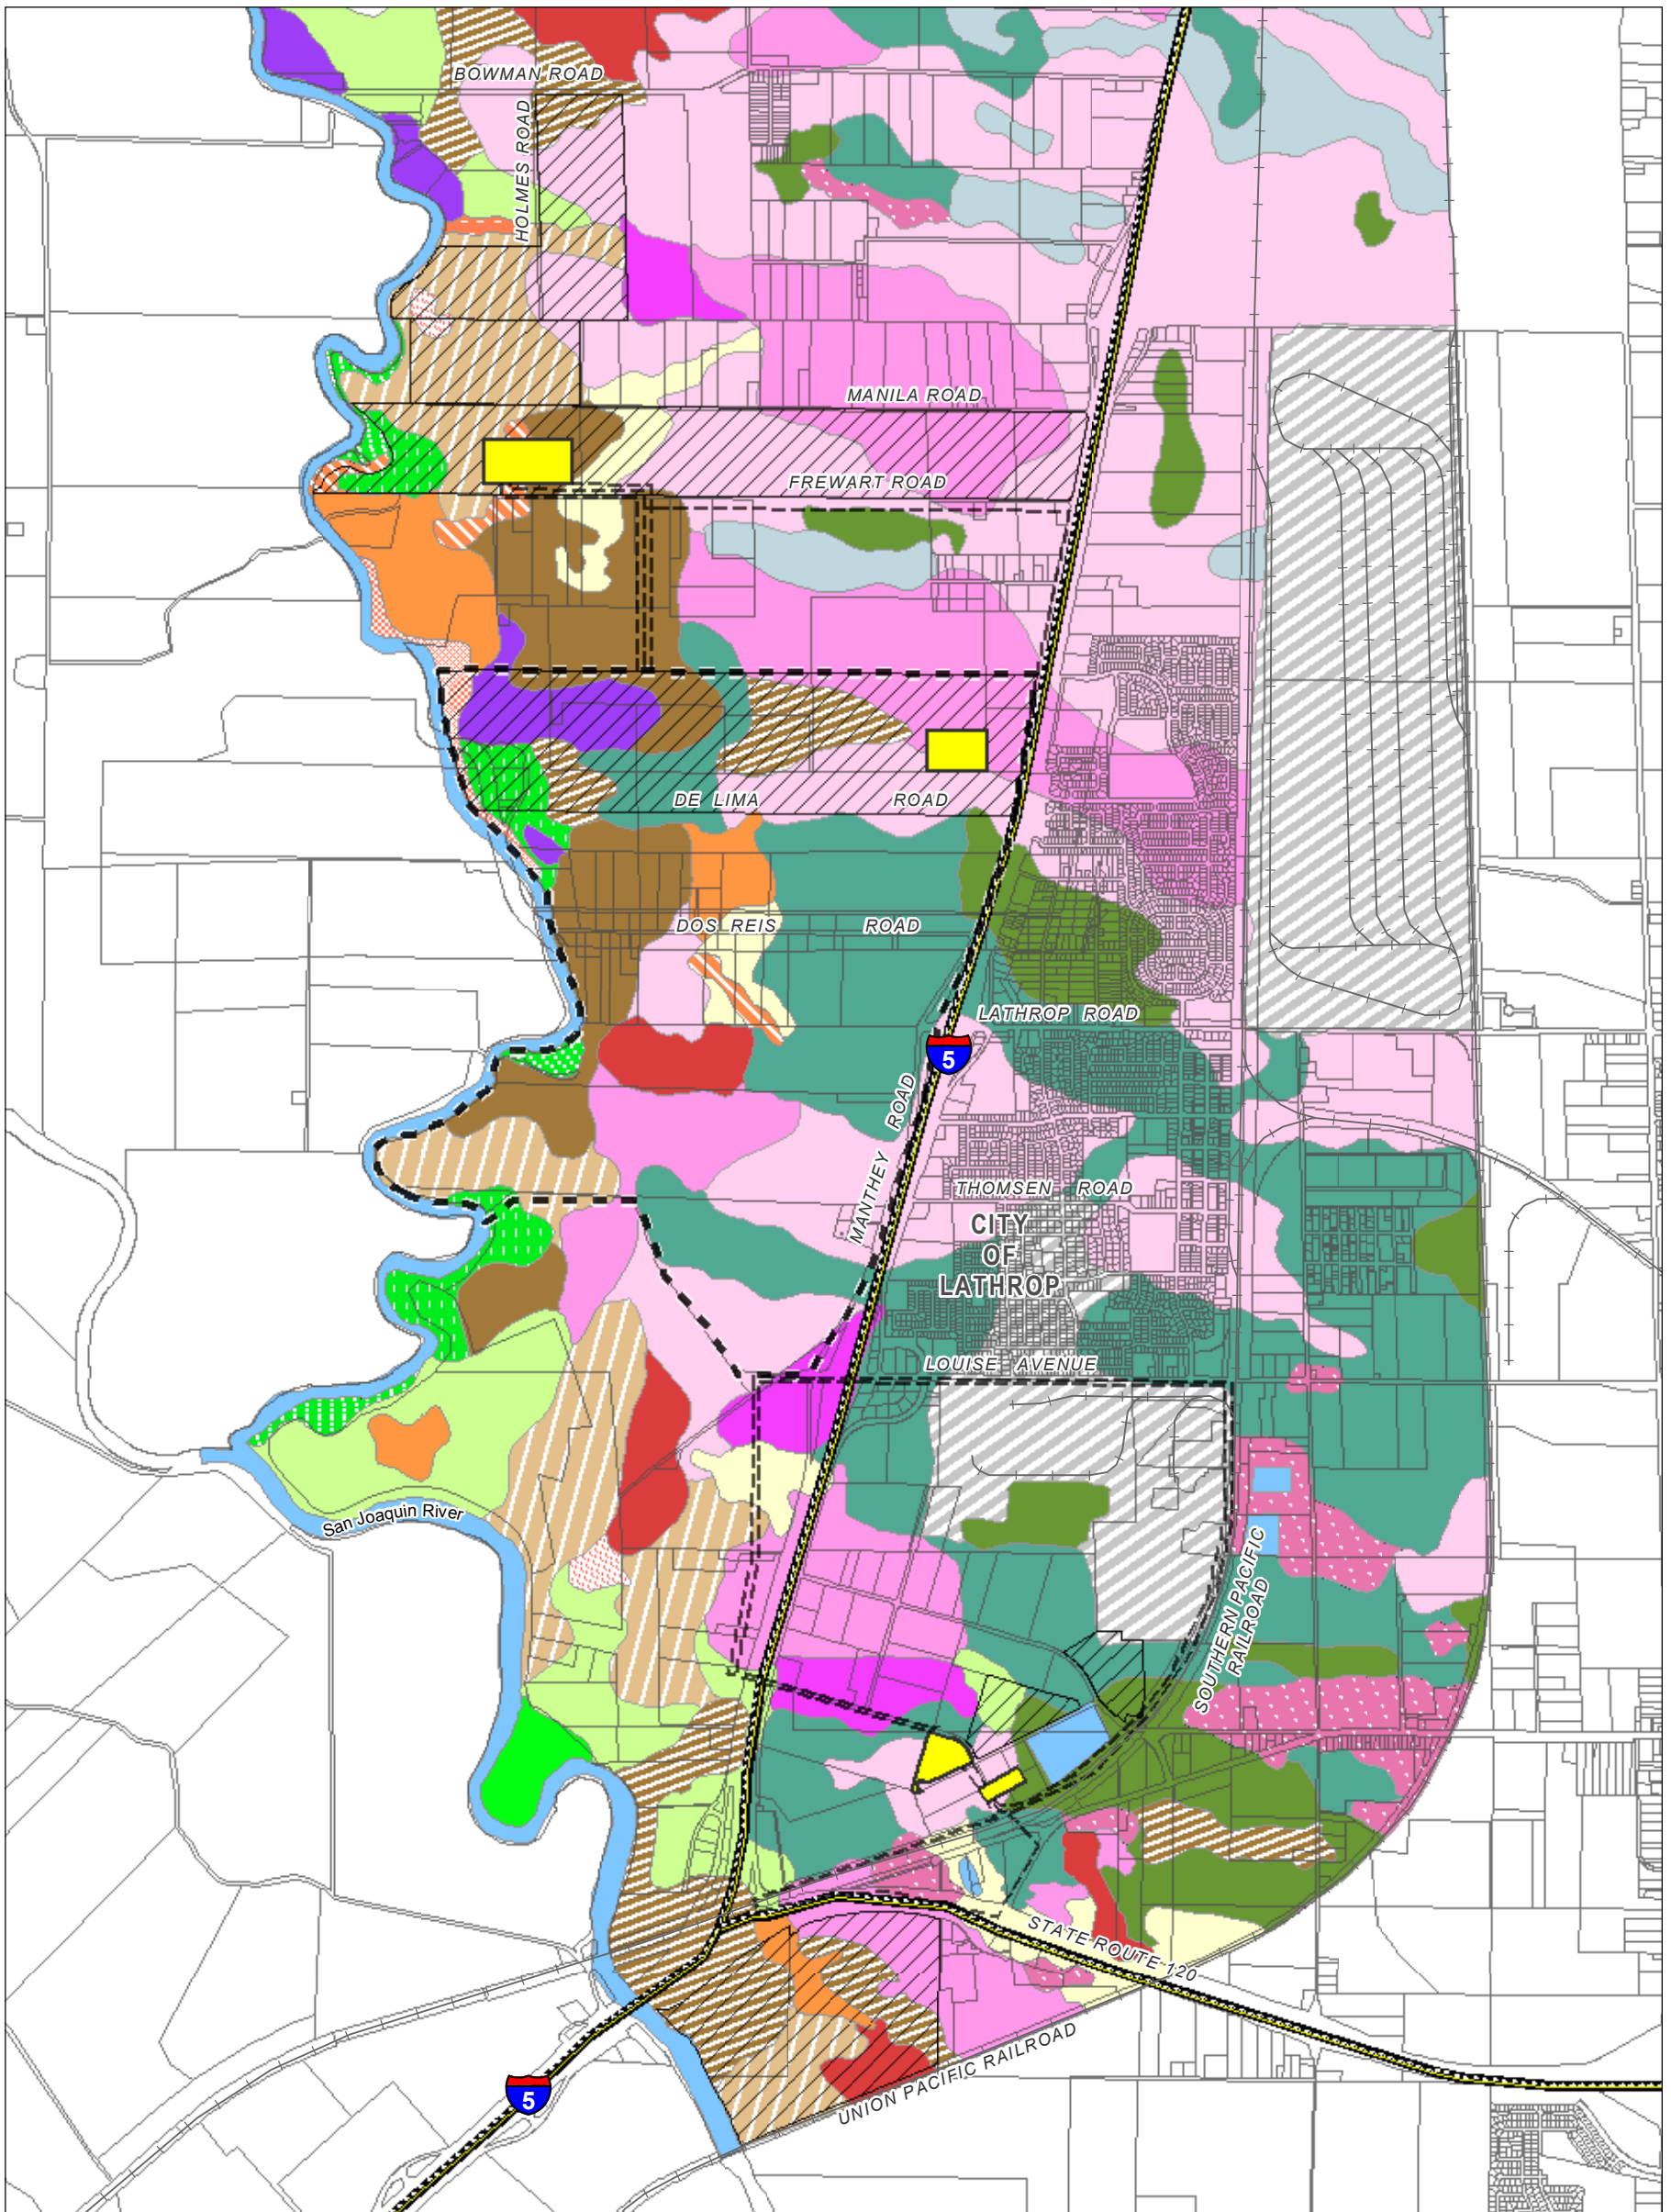 BOWMAN ROAD
HOLMES ROAD
MANILA ROAD
FREWART ROAD
DE LIMA ROAD
DOS REIS ROAD
LATHROP ROAD
5
MANTHEY ROAD
THOMSEN ROAD
CITY
OF
LATHROP
LOUISE AVENUE
San Joaquin River
SOUTHERN PACIFIC
RAILROAD
STATE ROUTE 120
UNION PACIFIC RAILROAD
5